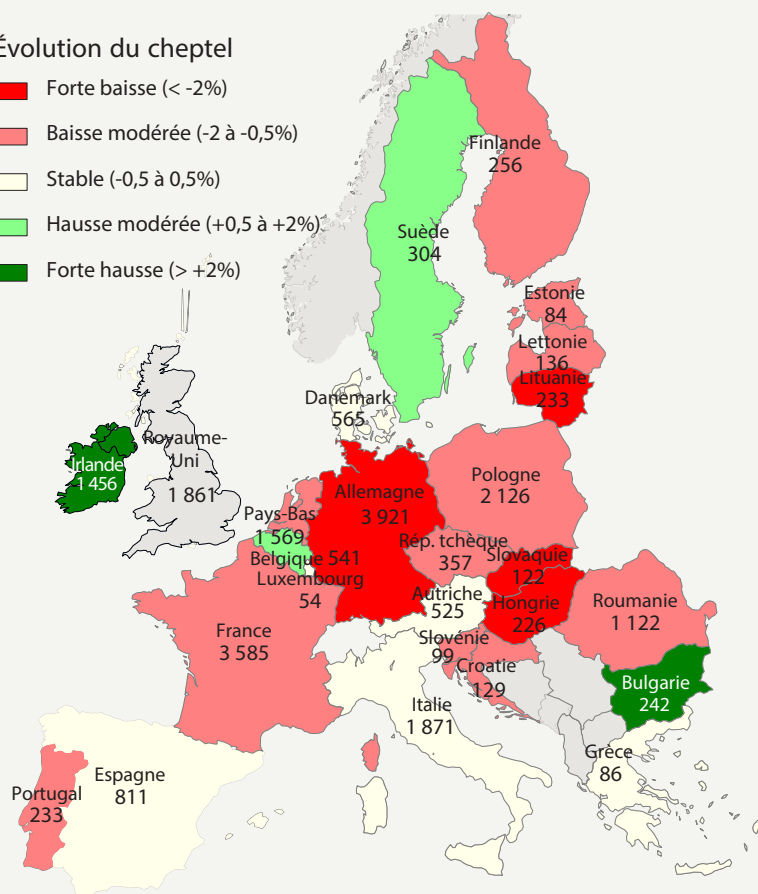 Évolution du cheptel
Forte baisse (< -2%)
Baisse modérée (-2 à -0,5%)
Stable (-0,5 à 0,5%)
Hausse modérée (+0,5 à +2%)
Forte hausse (> +2%)
Finlande
256
Suède
304
Estonie
84
Lettonie
136
Lituanie
233
Danemark
565
Irlande
1 456
Royaume-
Uni
1 861
Allemagne
3 921
Pologne
2 126
Pays-Bas
1 569
Belgique 541
Luxembourg
54
Rép. tchèque
357
Slovaquie
122
Autriche
525
Hongrie
226
Roumanie
1 122
France
3 585
Slovénie
99
Croatie
129
Italie
1 871
Bulgarie
242
Grèce
86
Espagne
811
Portugal
233